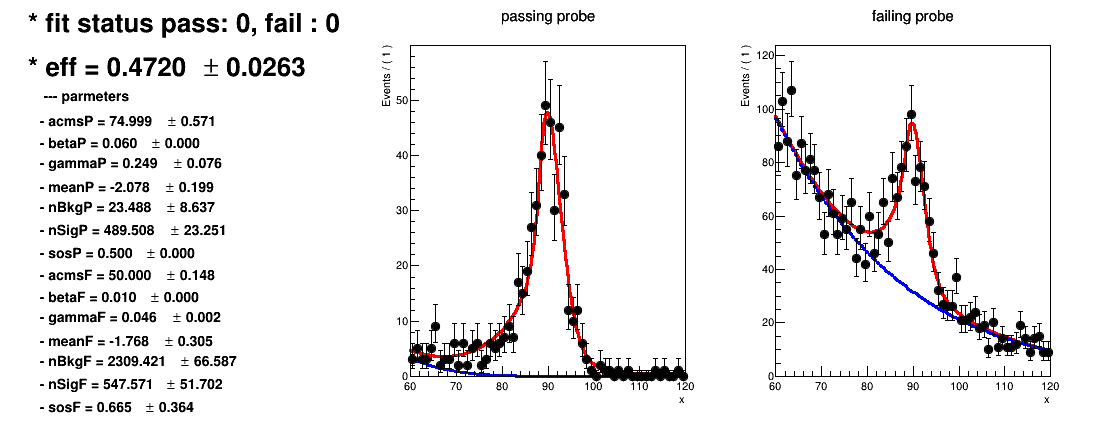 * fit status pass: 0, fail : 0
* eff = 0.4720 ± 0.0263
--- parmeters
- acmsP = 74.999 ± 0.571
- betaP = 0.060 ± 0.000
- gammaP = 0.249 ± 0.076
- meanP = -2.078 ± 0.199
- nBkgP = 23.488 ± 8.637
- nSigP = 489.508 ± 23.251
- sosP = 0.500 ± 0.000
- acmsF = 50.000 ± 0.148
- betaF = 0.010 ± 0.000
- gammaF = 0.046 ± 0.002
- meanF = -1.768 ± 0.305
- nBkgF = 2309.421 ± 66.587
- nSigF = 547.571 ± 51.702
- sosF = 0.665 ± 0.364
passing probe
Events / ( 1 )
50
40
30
20
10
0
60 70 80 90 100 110 120
x
failing probe
Events / ( 1 )
120
100
80
60
40
20
0
60 70 80 90 100 110 120
x